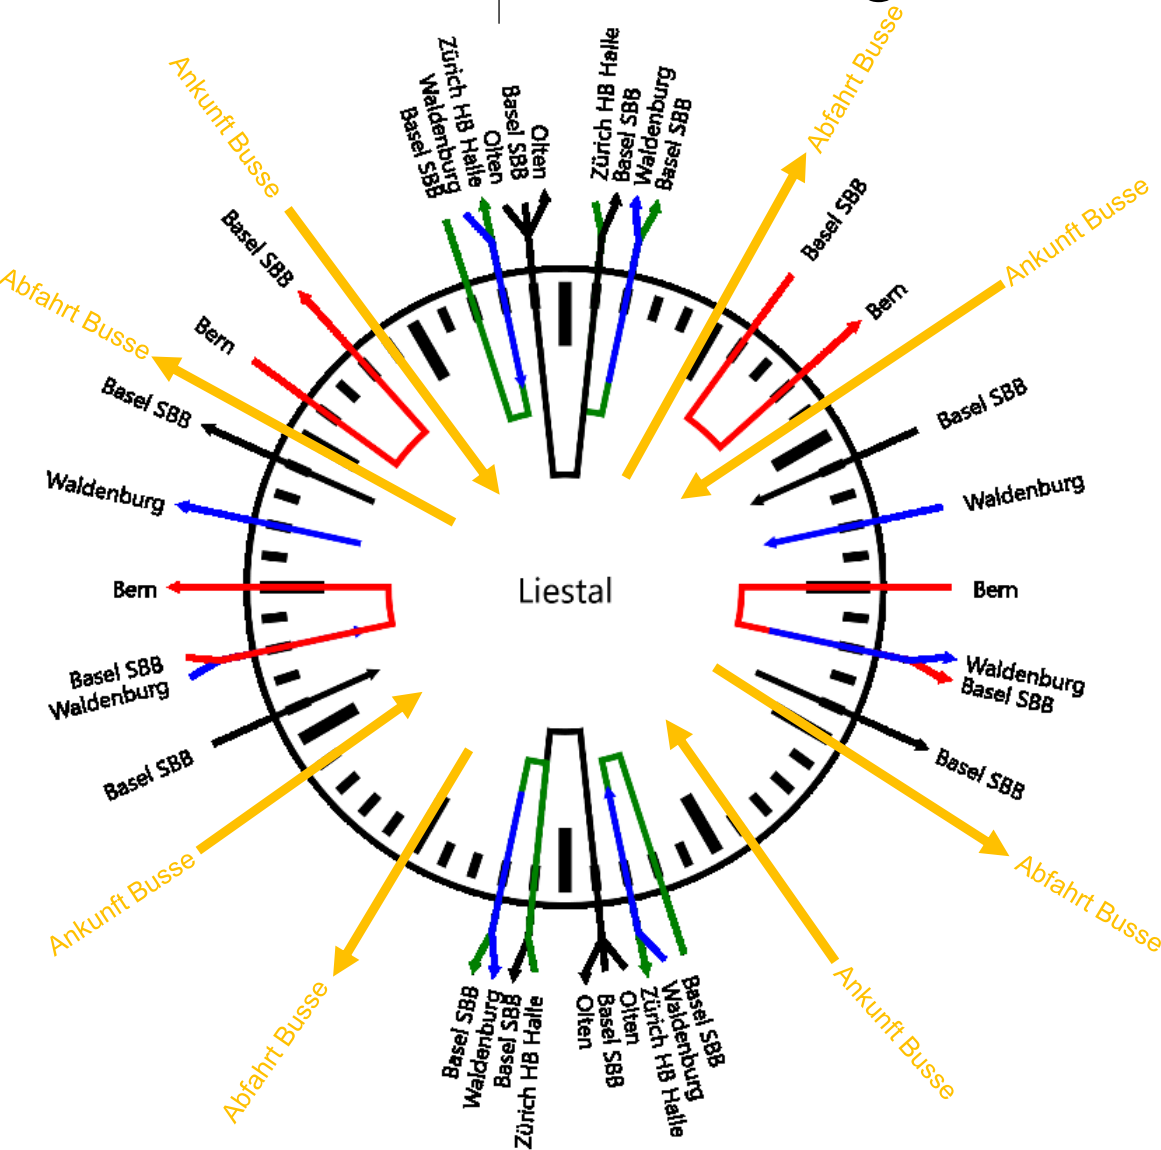 Ankunft Busse
Zürich HB Halle
Waldenburg
Basel SBB
Olten
Basel SBB
Olten
Zürich HB Halle
Basel SBB
Waldenburg
Basel SBB
Abfahrt Busse
Basel SBB
Ankunft Busse
Bern
Basel SBB
Waldenburg
Bern
Waldenburg
Basel SBB
Basel SBB
Abfahrt Busse
Ankunft Busse
Basel SBB
Waldenburg
Zürich HB Halle
Olten
Basel SBB
Olten
Zürich HB Halle
Basel SBB
Waldenburg
Basel SBB
Abfahrt Busse
Ankunft Busse
Basel SBB
Waldenburg
Basel SBB
Bern
Waldenburg
Basel SBB
Abfahrt Busse
Bern
Basel SBB
Liestal